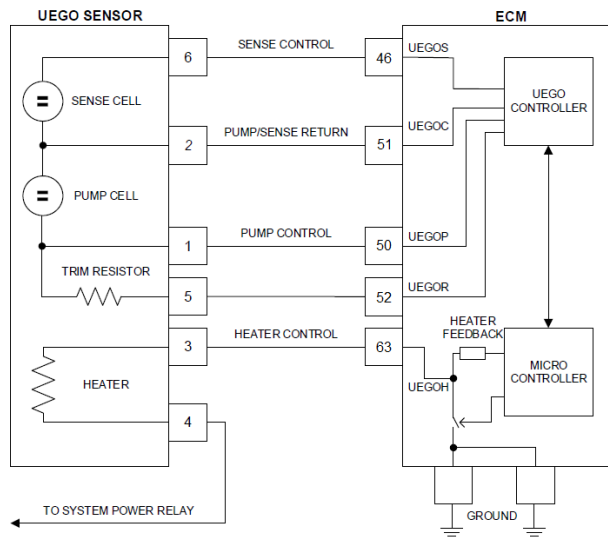 UEGO SENSOR
ECM
6
SENSE CONTROL
46
UEGOS
SENSE CELL
UEGO
CONTROLLER
2
PUMP/SENSE RETURN
51
UEGOC
PUMP CELL
1
PUMP CONTROL
50
UEGOP
TRIM RESISTOR
5
52
UEGOR
3
HEATER CONTROL
63
HEATER
FEEDBACK
MICRO
CONTROLLER
UEGOH
HEATER
4
TO SYSTEM POWER RELAY
GROUND